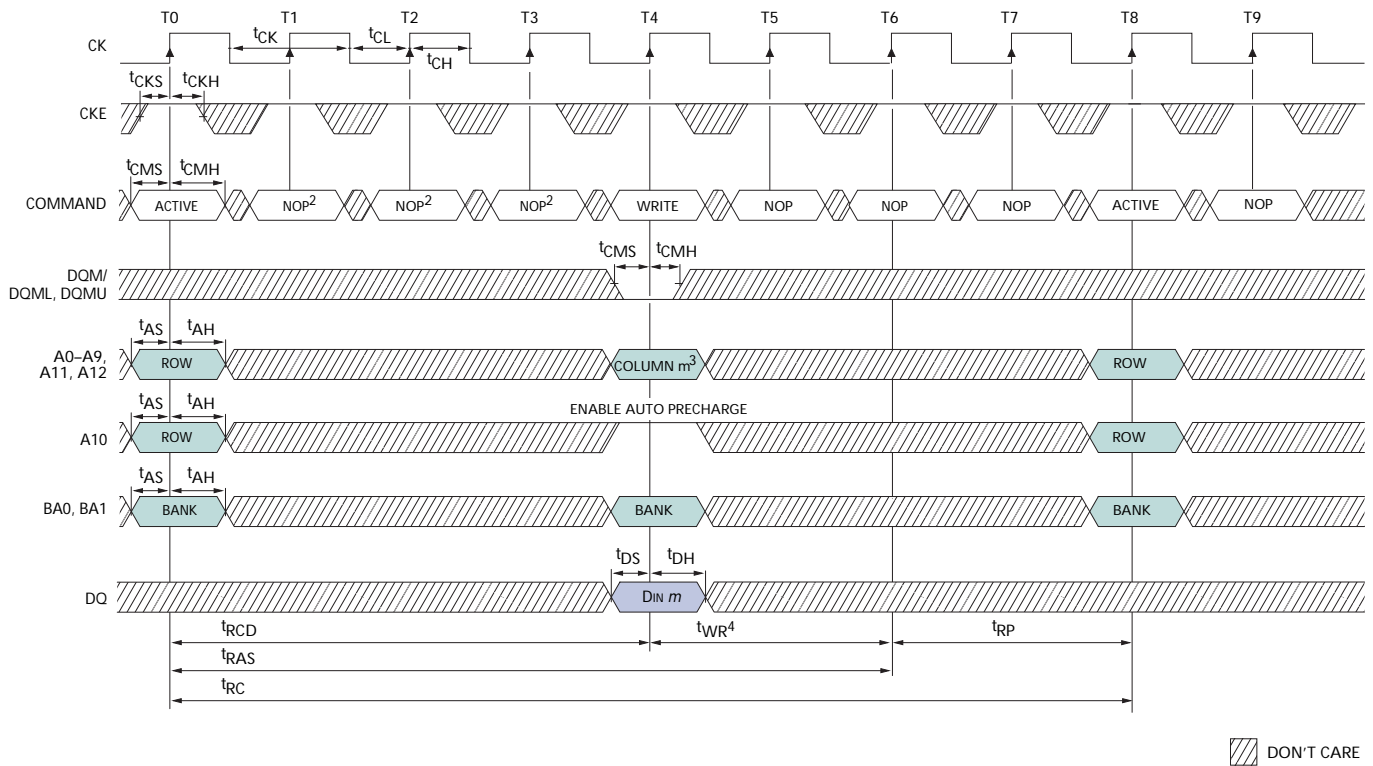 T0 T1 T2 T3 T4 T5 T6 T7 T8 T9
CK
tCK tCL
tCH
tCKS tCKH
CKE
tCMS tCMH
COMMAND ACTIVE NOP2 NOP2 NOP2 WRITE NOP NOP NOP ACTIVE NOP
tCMS tCMH
DQM/
DQML, DQMU
tAS tAH
A0–A9,
A11, A12
ROW COLUMN m3 ROW
tAS tAH
ENABLE AUTO PRECHARGE
A10 ROW ROW
tAS tAH
BA0, BA1 BANK BANK BANK
tDS tDH
DQ DIN m
tRCD tWR4 tRP
tRAS
tRC
DON'T CARE